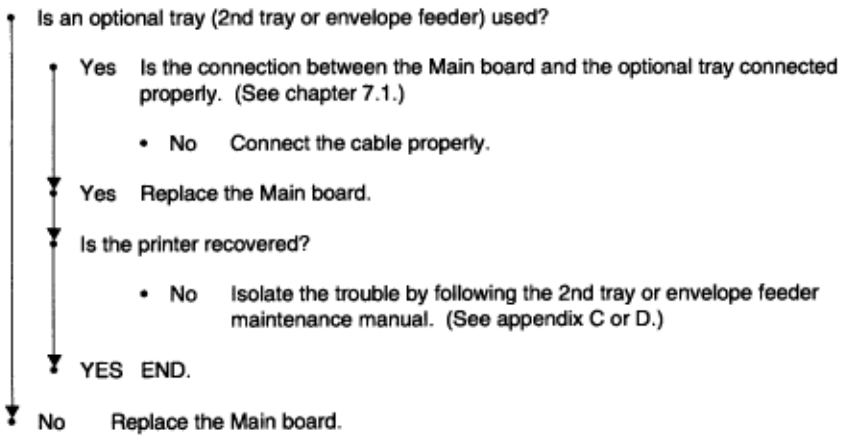 • Is an optional tray (2nd tray or envelope feeder) used?
• Yes Is the connection between the Main board and the optional tray connected
properly. (See chapter 7.1.)
• No Connect the cable properly.
Yes Replace the Main board.
Is the printer recovered?
• No Isolate the trouble by following the 2nd tray or envelope feeder
maintenance manual. (See appendix C or D.)
YES END.
No Replace the Main board.